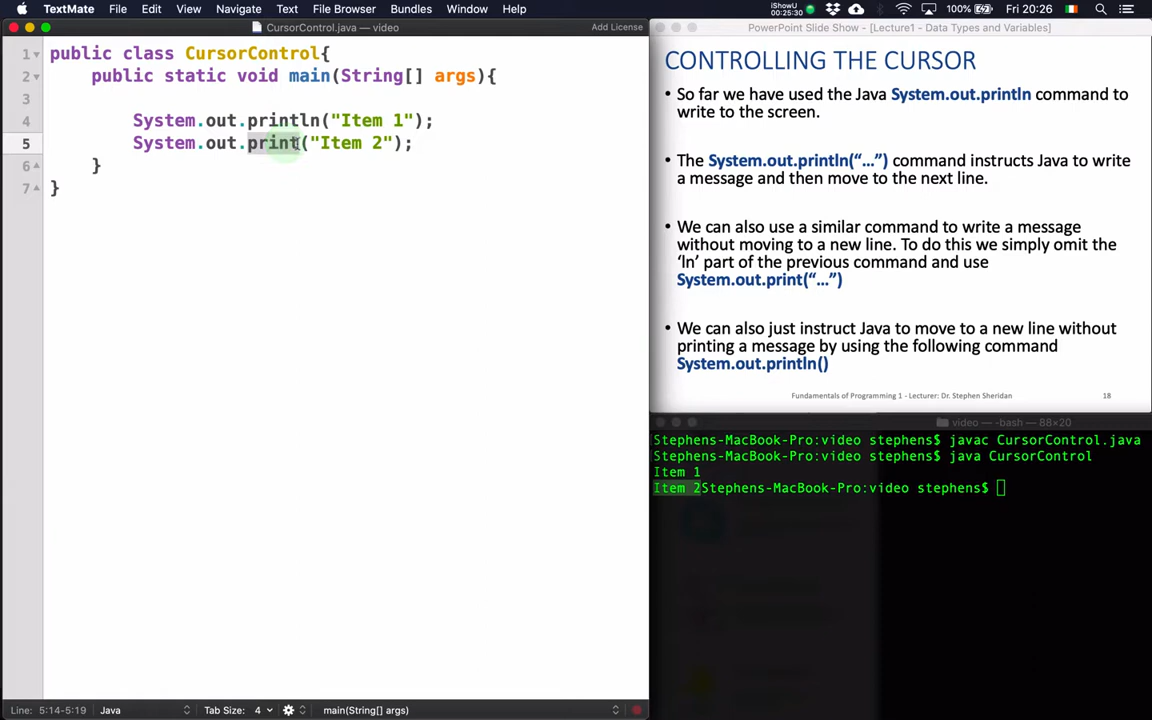 TextMate File Edit View Navigate Text File Browser Bundles Window Help
iShowU
00:25:30
100% Fri 20:26
CursorControl.java — video
Add License
1 public class CursorControl{
2 public static void main(String[] args){
3
4 System.out.println("Item 1");
5 System.out.print("Item 2");
6 }
7 }
Line: 5:14-5:19 Java Tab Size: 4 main(String[] args)
PowerPoint Slide Show - [Lecture1 - Data Types and Variables]
CONTROLLING THE CURSOR
• So far we have used the Java System.out.println command to
write to the screen.
• The System.out.println(“...”) command instructs Java to write
a message and then move to the next line.
• We can also use a similar command to write a message
without moving to a new line. To do this we simply omit the
‘ln’ part of the previous command and use
System.out.print(“...”)
• We can also just instruct Java to move to a new line without
printing a message by using the following command
System.out.println()
Fundamentals of Programming 1 - Lecturer: Dr. Stephen Sheridan 18
video — -bash — 88×20
Stephens-MacBook-Pro:video stephens$ javac CursorControl.java
Stephens-MacBook-Pro:video stephens$ java CursorControl
Item 1
Item 2Stephens-MacBook-Pro:video stephens$